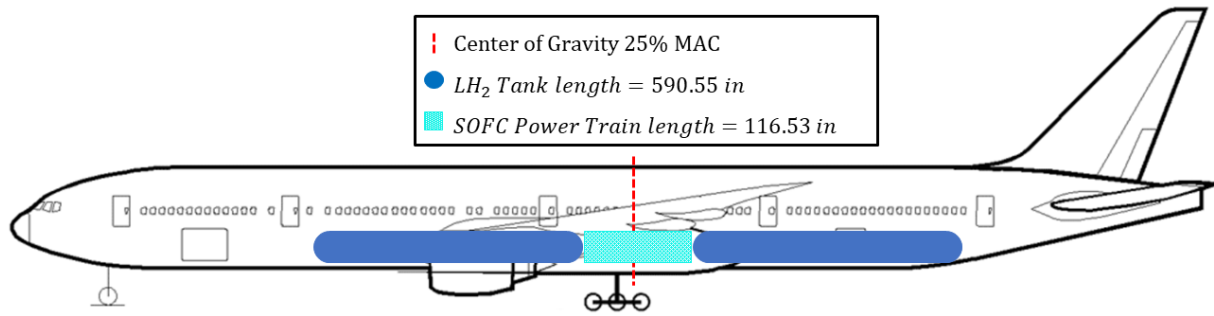 Center of Gravity 25% MAC
LH₂ Tank length = 590.55 in
SOFC Power Train length = 116.53 in